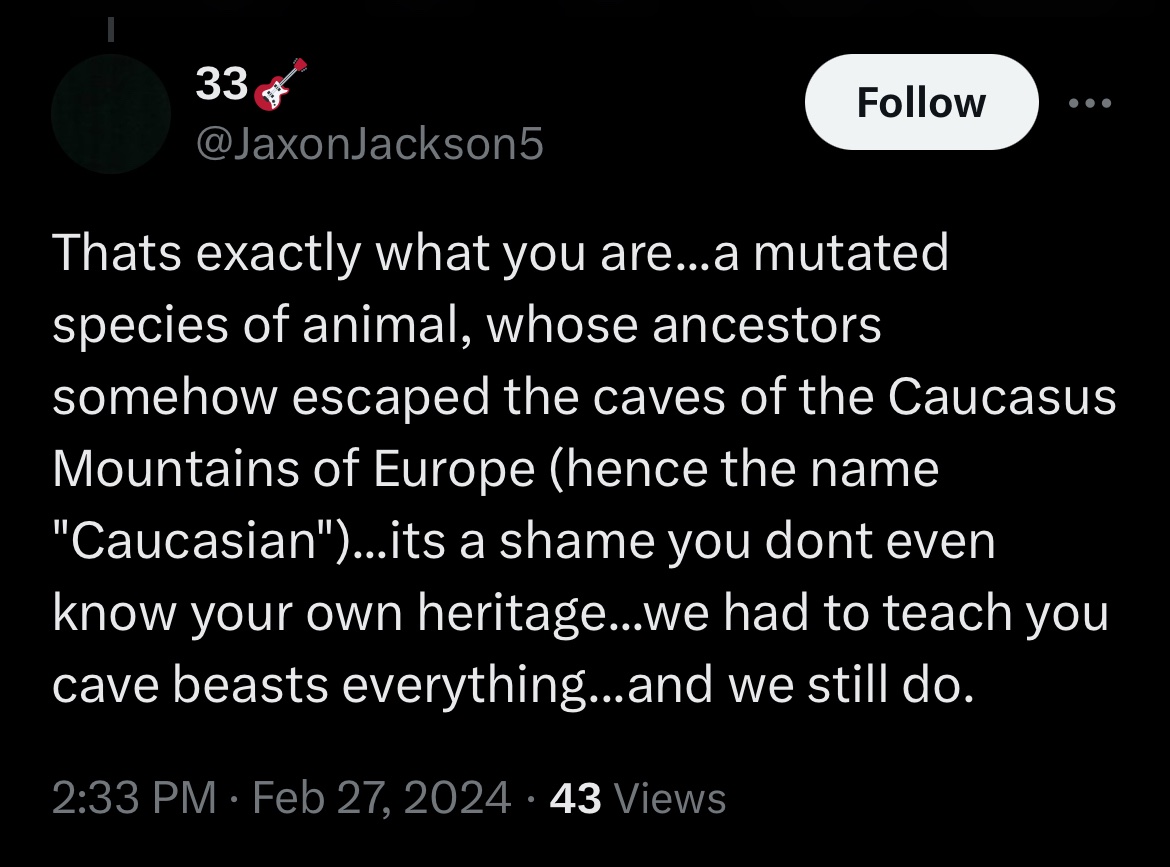 33🎸
Follow
@JaxonJackson5
Thats exactly what you are...a mutated
species of animal, whose ancestors
somehow escaped the caves of the Caucasus
Mountains of Europe (hence the name
"Caucasian")...its a shame you dont even
know your own heritage...we had to teach you
cave beasts everything...and we still do.
2:33 PM · Feb 27, 2024 · 43 Views